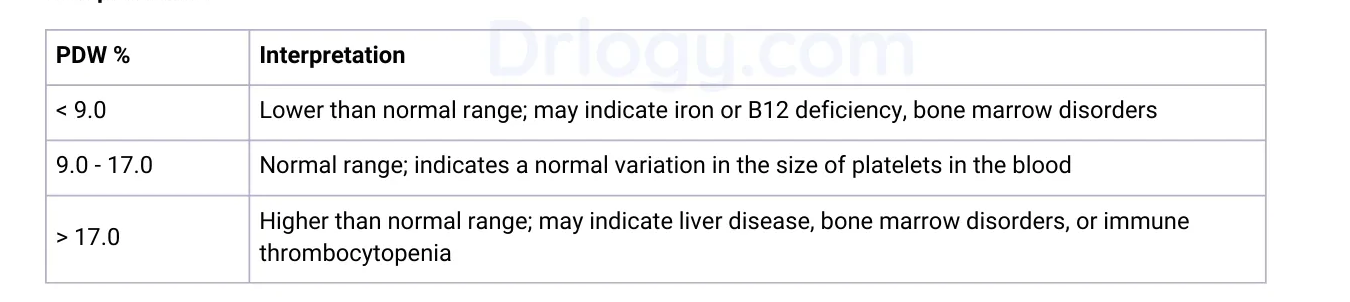 Drlogy.com
PDW %
Interpretation
< 9.0
Lower than normal range; may indicate iron or B12 deficiency, bone marrow disorders
9.0 - 17.0
Normal range; indicates a normal variation in the size of platelets in the blood
> 17.0
Higher than normal range; may indicate liver disease, bone marrow disorders, or immune
thrombocytopenia